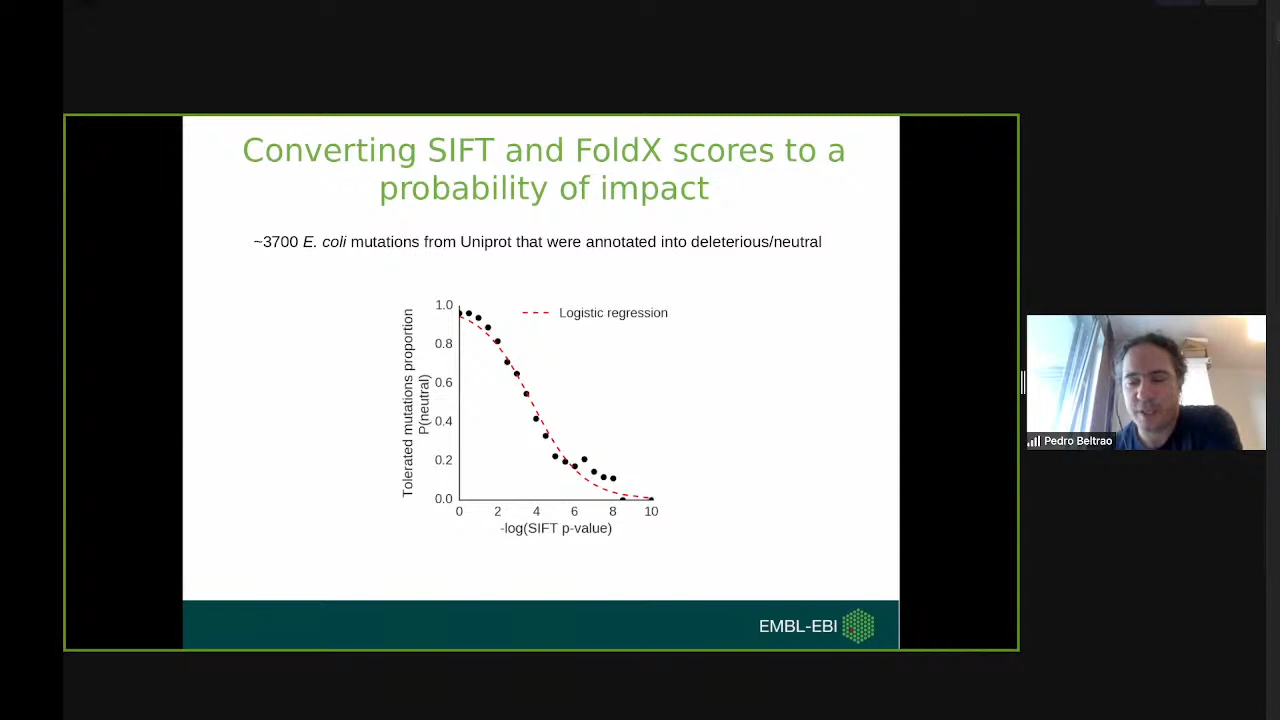 Converting SIFT and FoldX scores to a
probability of impact
~3700 E. coli mutations from Uniprot that were annotated into deleterious/neutral
Tolerated mutations proportion
P(neutral)
1.0
0.8
0.6
0.4
0.2
0.0
Logistic regression
0 2 4 6 8 10
-log(SIFT p-value)
EMBL-EBI
Pedro Beltrao